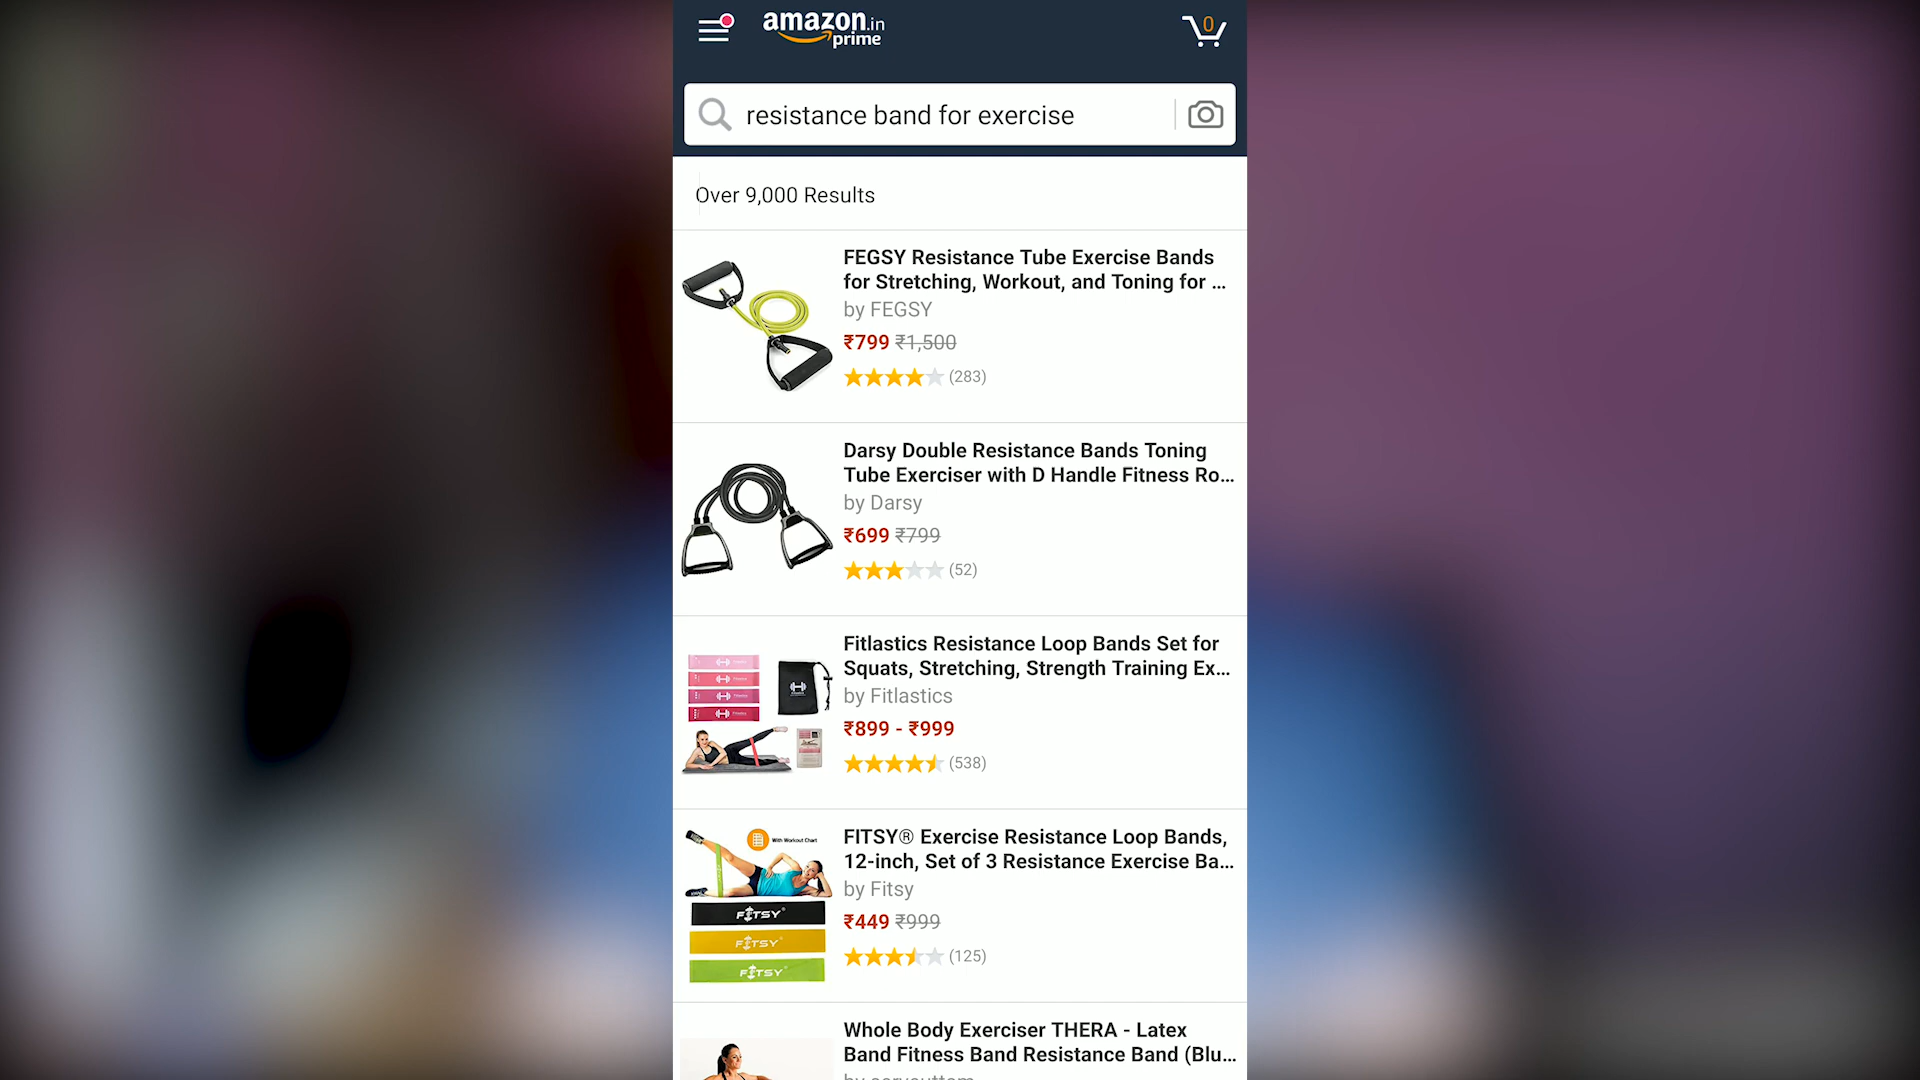 amazon.in
prime
0
resistance band for exercise
Over 9,000 Results
FEGSY Resistance Tube Exercise Bands
for Stretching, Workout, and Toning for ...
by FEGSY
₹799 ₹1,500
(283)
Darsy Double Resistance Bands Toning
Tube Exerciser with D Handle Fitness Ro...
by Darsy
₹699 ₹799
(52)
Fitlastics Resistance Loop Bands Set for
Squats, Stretching, Strength Training Ex...
by Fitlastics
₹899 - ₹999
(538)
With Workout Chart
FITSY
FITSY
FITSY
FITSY® Exercise Resistance Loop Bands,
12-inch, Set of 3 Resistance Exercise Ba...
by Fitsy
₹449 ₹999
(125)
Whole Body Exerciser THERA - Latex
Band Fitness Band Resistance Band (Blu...